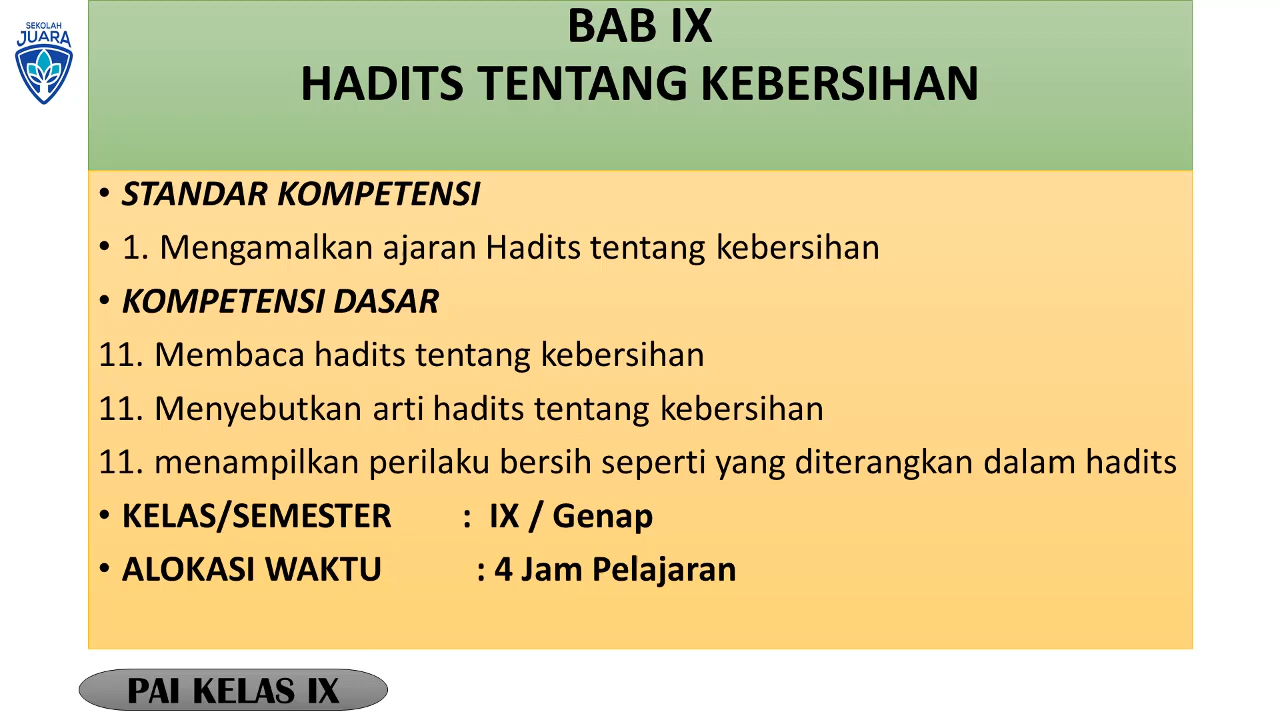 SEKOLAH
JUARA
BAB IX
HADITS TENTANG KEBERSIHAN
• STANDAR KOMPETENSI
• 1. Mengamalkan ajaran Hadits tentang kebersihan
• KOMPETENSI DASAR
11. Membaca hadits tentang kebersihan
11. Menyebutkan arti hadits tentang kebersihan
11. menampilkan perilaku bersih seperti yang diterangkan dalam hadits
• KELAS/SEMESTER : IX / Genap
• ALOKASI WAKTU : 4 Jam Pelajaran
PAI KELAS IX